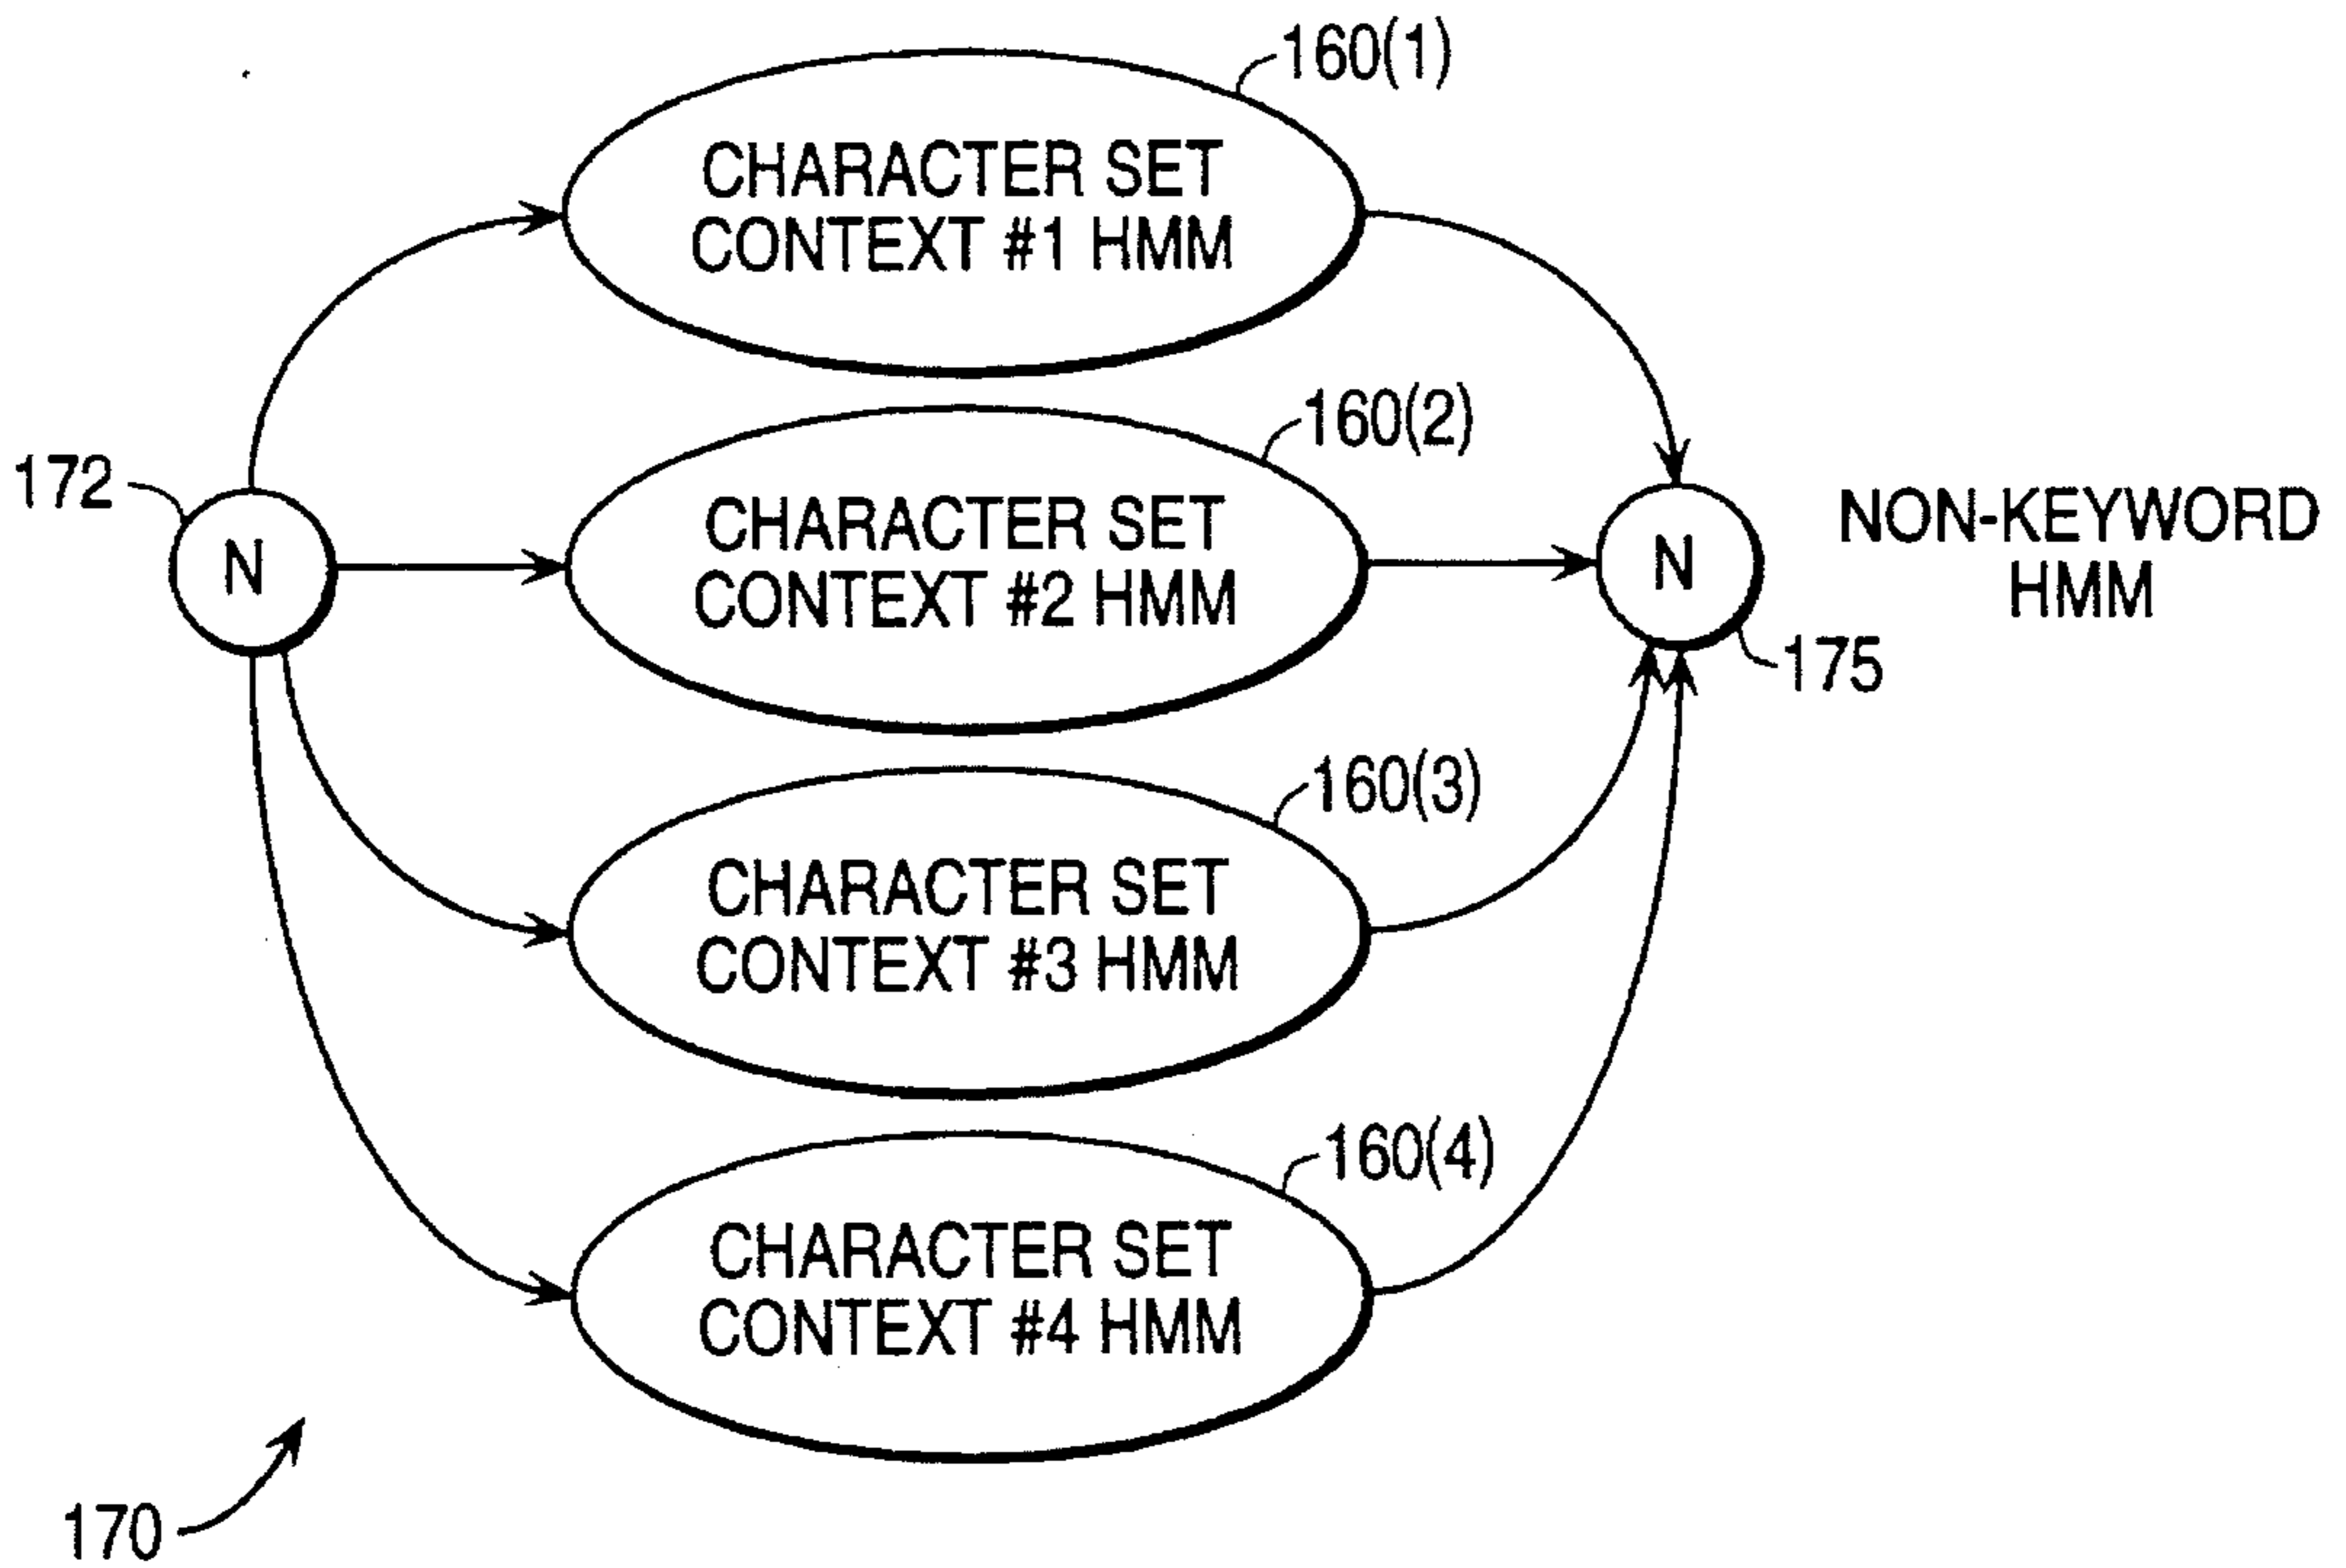 160(1)
CHARACTER SET
CONTEXT #1 HMM
160(2)
172
N
CHARACTER SET
CONTEXT #2 HMM
N
NON-KEYWORD
HMM
175
160(3)
CHARACTER SET
CONTEXT #3 HMM
160(4)
CHARACTER SET
CONTEXT #4 HMM
170